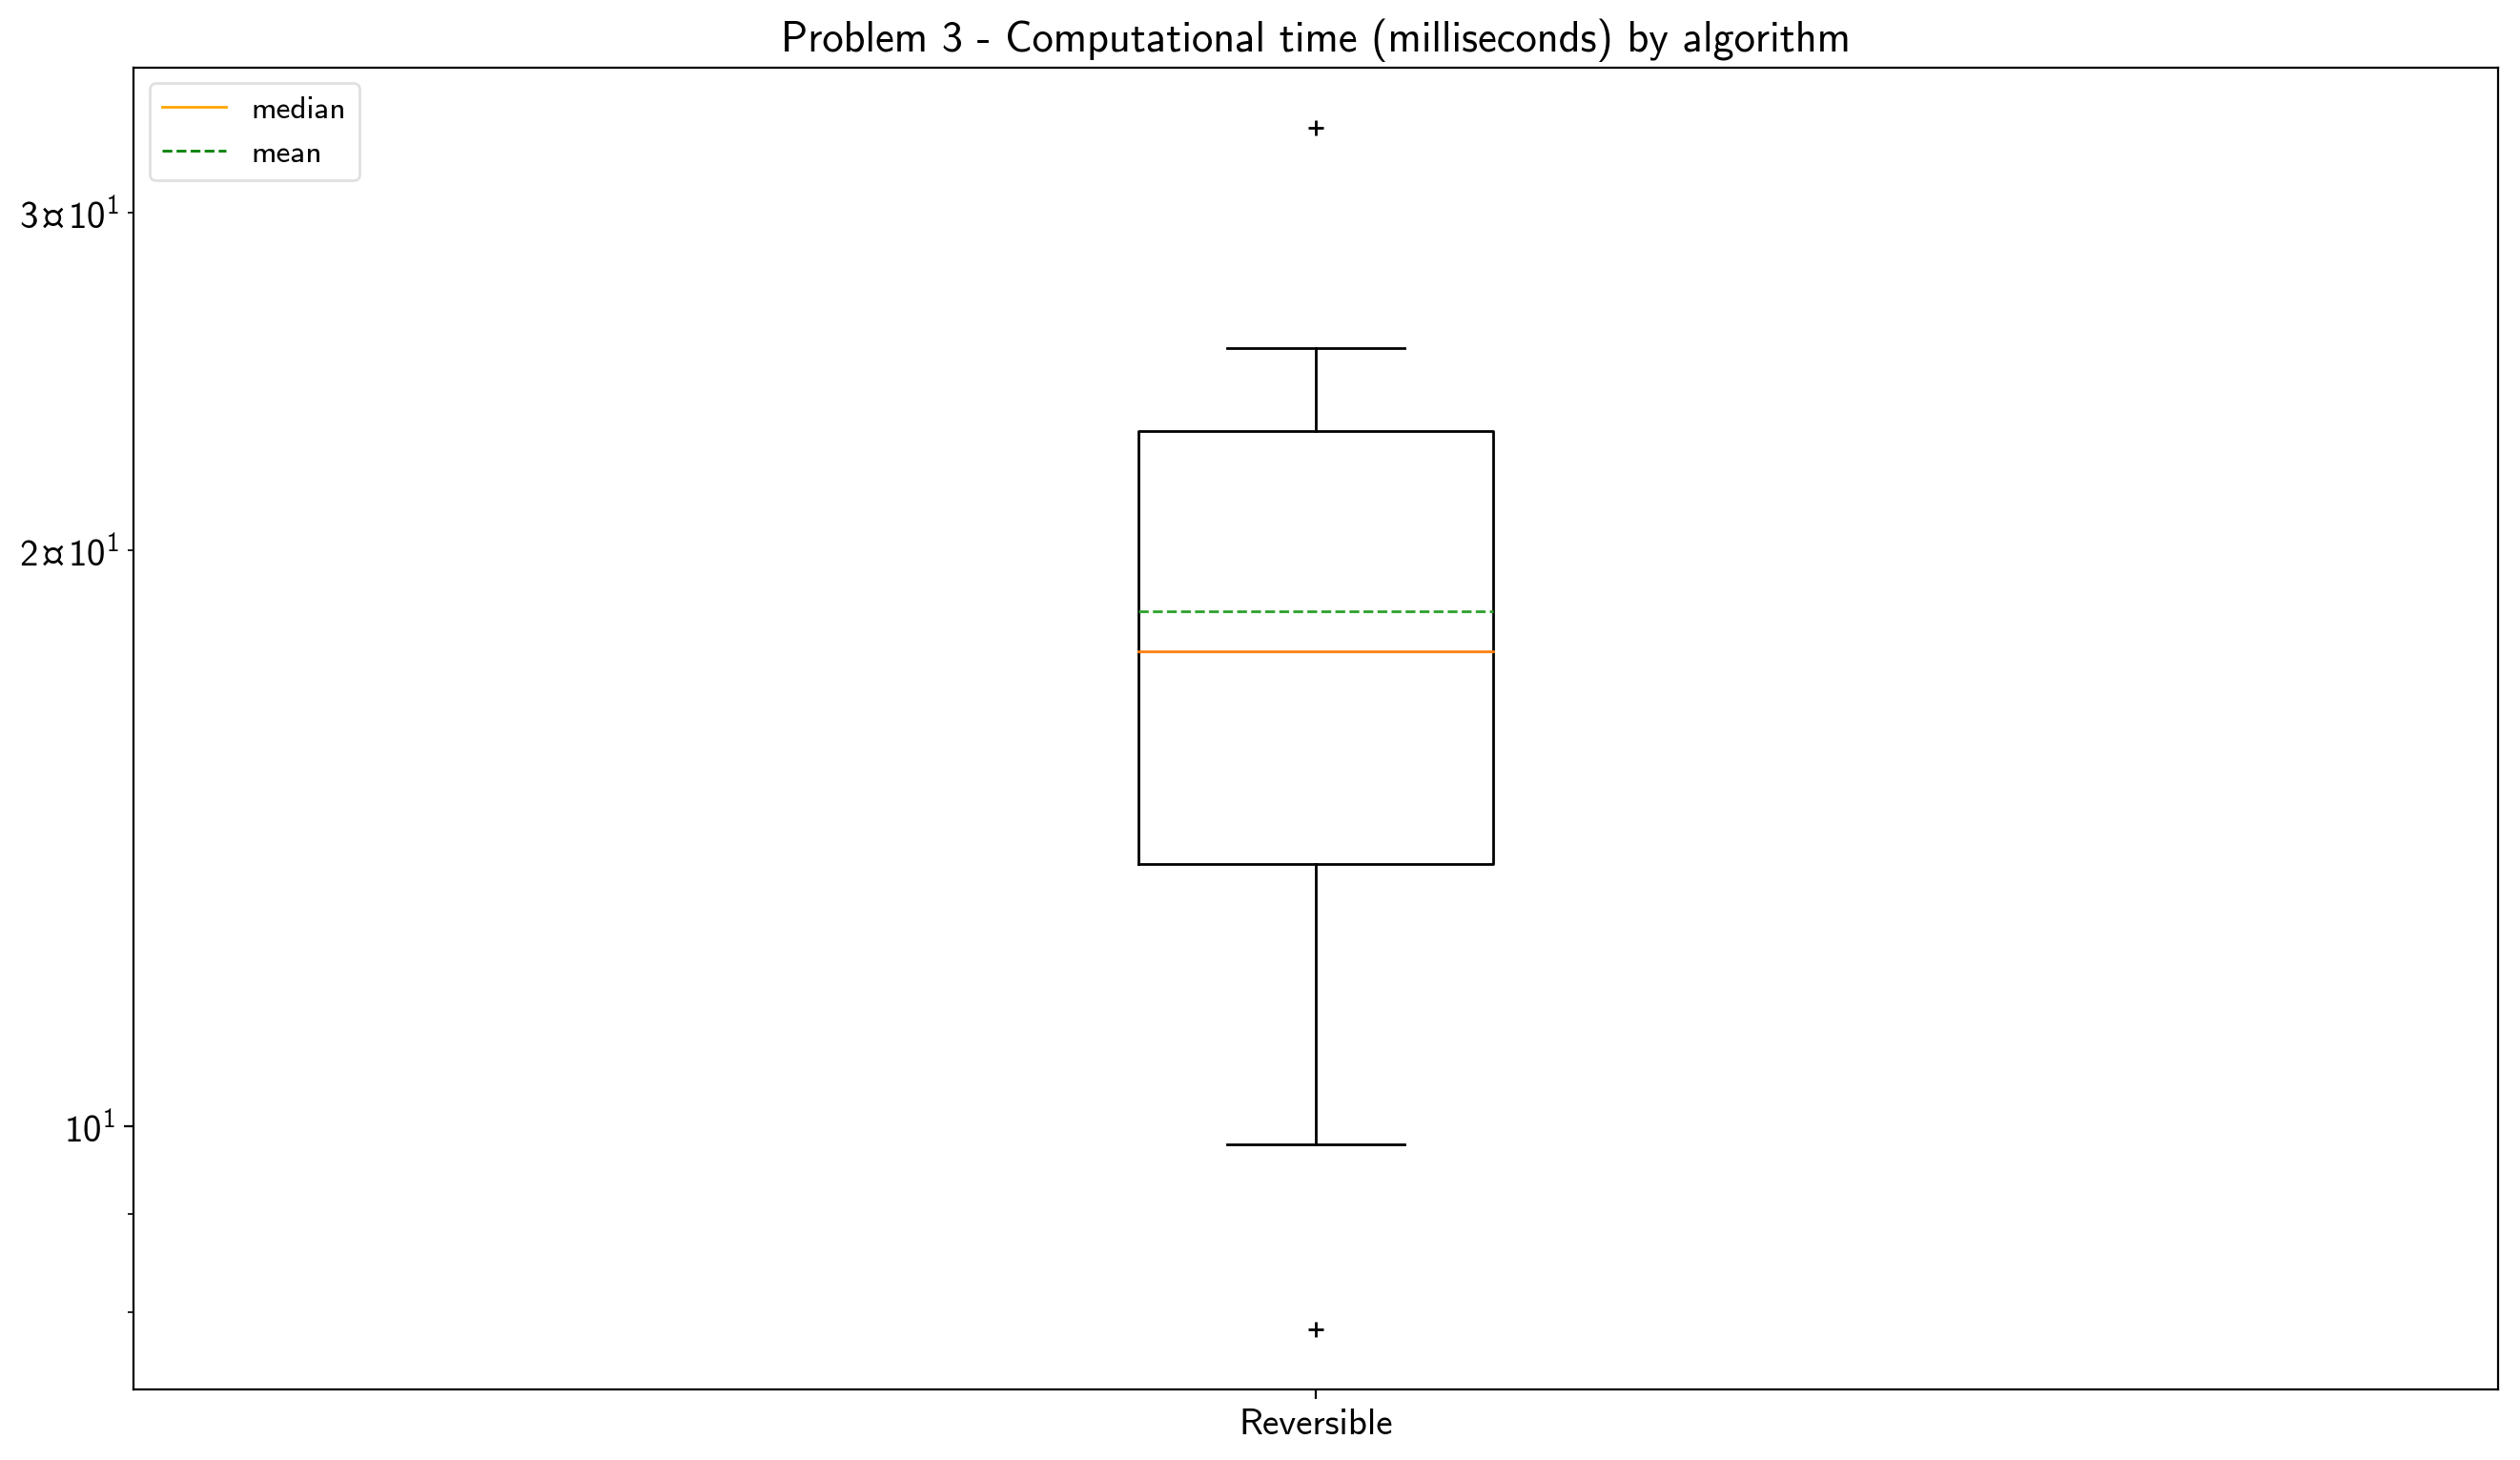 Problem 3 - Computational time (milliseconds) by algorithm
median
mean
3¤10¹
2¤10¹
10¹
Reversible